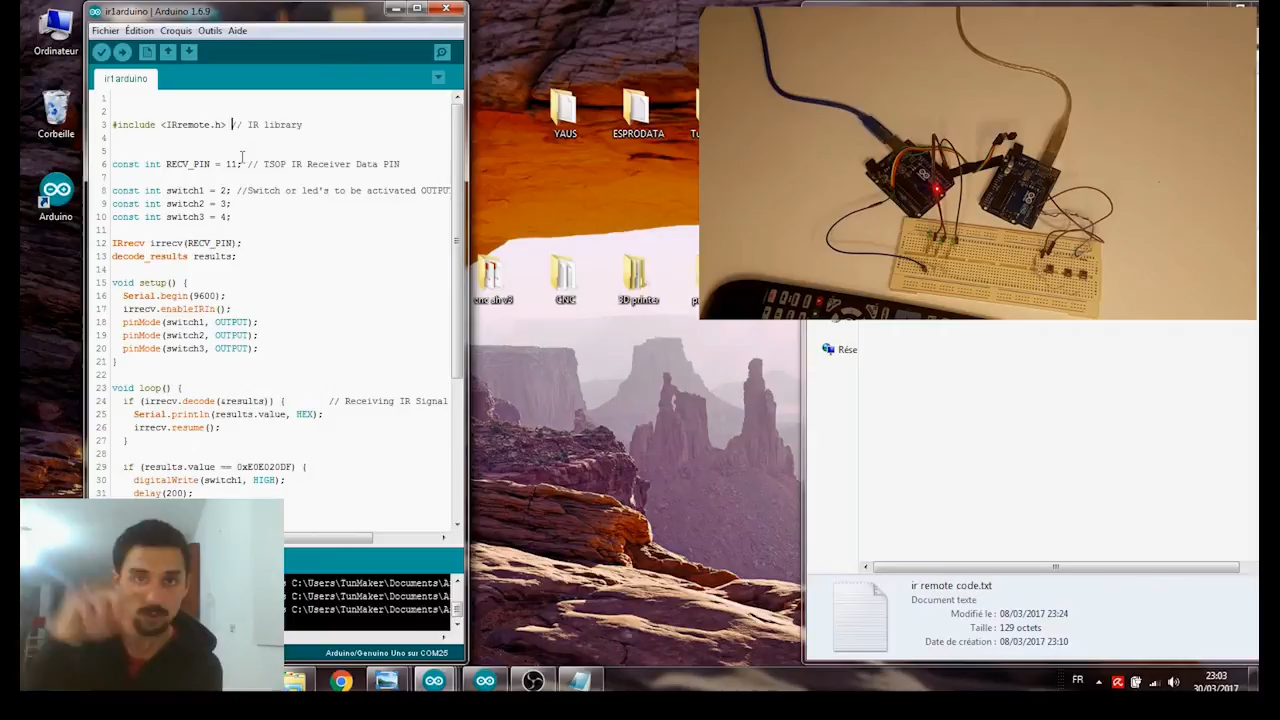 Ordinateur
Corbeille
Arduino
ir1arduino | Arduino 1.6.9
Fichier Édition Croquis Outils Aide
ir1arduino
1
2
3 #include <IRremote.h> // IR library
4
5
6 const int RECV_PIN = 11; // TSOP IR Receiver Data PIN
7
8 const int switch1 = 2; //Switch or led's to be activated OUTPU
9 const int switch2 = 3;
10 const int switch3 = 4;
11
12 IRrecv irrecv(RECV_PIN);
13 decode_results results;
14
15 void setup() {
16 Serial.begin(9600);
17 irrecv.enableIRIn();
18 pinMode(switch1, OUTPUT);
19 pinMode(switch2, OUTPUT);
20 pinMode(switch3, OUTPUT);
21 }
22
23 void loop() {
24 if (irrecv.decode(&results)) { // Receiving IR Signal
25 Serial.println(results.value, HEX);
26 irrecv.resume();
27 }
28
29 if (results.value == 0xE0E020DF) {
30 digitalWrite(switch1, HIGH);
31 delay(200);
C:\Users\TunMaker\Documents\A
C:\Users\TunMaker\Documents\A
C:\Users\TunMaker\Documents\A
Arduino/Genuino Uno sur COM25
YAUS
ESPRODATA
cnc ah v3
CNC
3D printe
Rése
ir remote code.txt
Document texte
Modifié le : 08/03/2017 23:24
Taille : 129 octets
Date de création : 08/03/2017 23:10
FR
23:03
30/03/2017